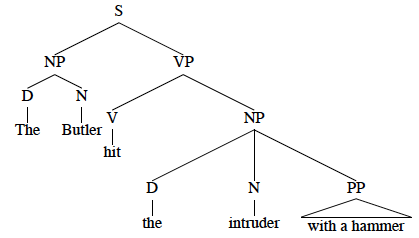 S
NP VP
D N V NP
The Butler hit
D N PP
the intruder with a hammer